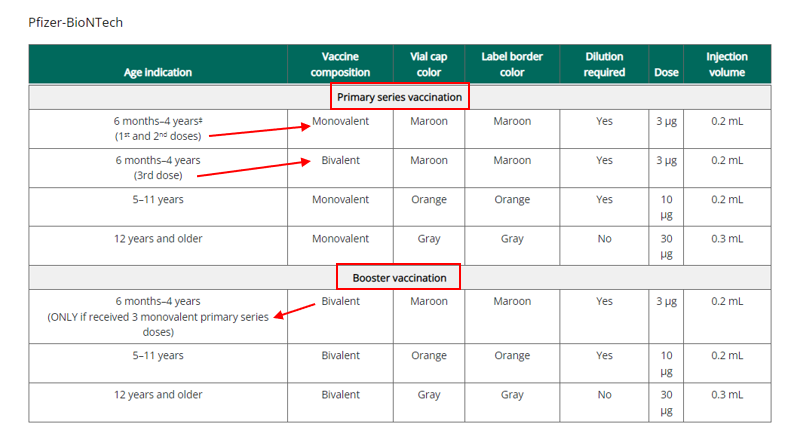 Pfizer-BioNTech
Age indication Vaccine composition Vial cap color Label border color Dilution required Dose Injection volume
Primary series vaccination
6 months–4 years‡ (1st and 2nd doses) Monovalent Maroon Maroon Yes 3 µg 0.2 mL
6 months–4 years (3rd dose) Bivalent Maroon Maroon Yes 3 µg 0.2 mL
5–11 years Monovalent Orange Orange Yes 10 µg 0.2 mL
12 years and older Monovalent Gray Gray No 30 µg 0.3 mL
Booster vaccination
6 months–4 years (ONLY if received 3 monovalent primary series doses) Bivalent Maroon Maroon Yes 3 µg 0.2 mL
5–11 years Bivalent Orange Orange Yes 10 µg 0.2 mL
12 years and older Bivalent Gray Gray No 30 µg 0.3 mL